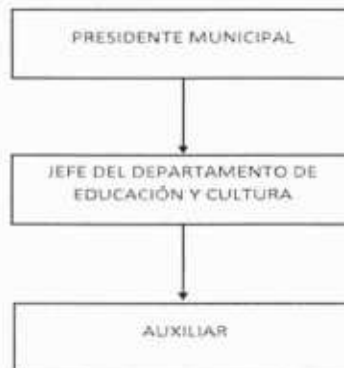 PRESIDENTE MUNICIPAL
JEFE DEL DEPARTAMENTO DE
EDUCACIÓN Y CULTURA
AUXILIAR